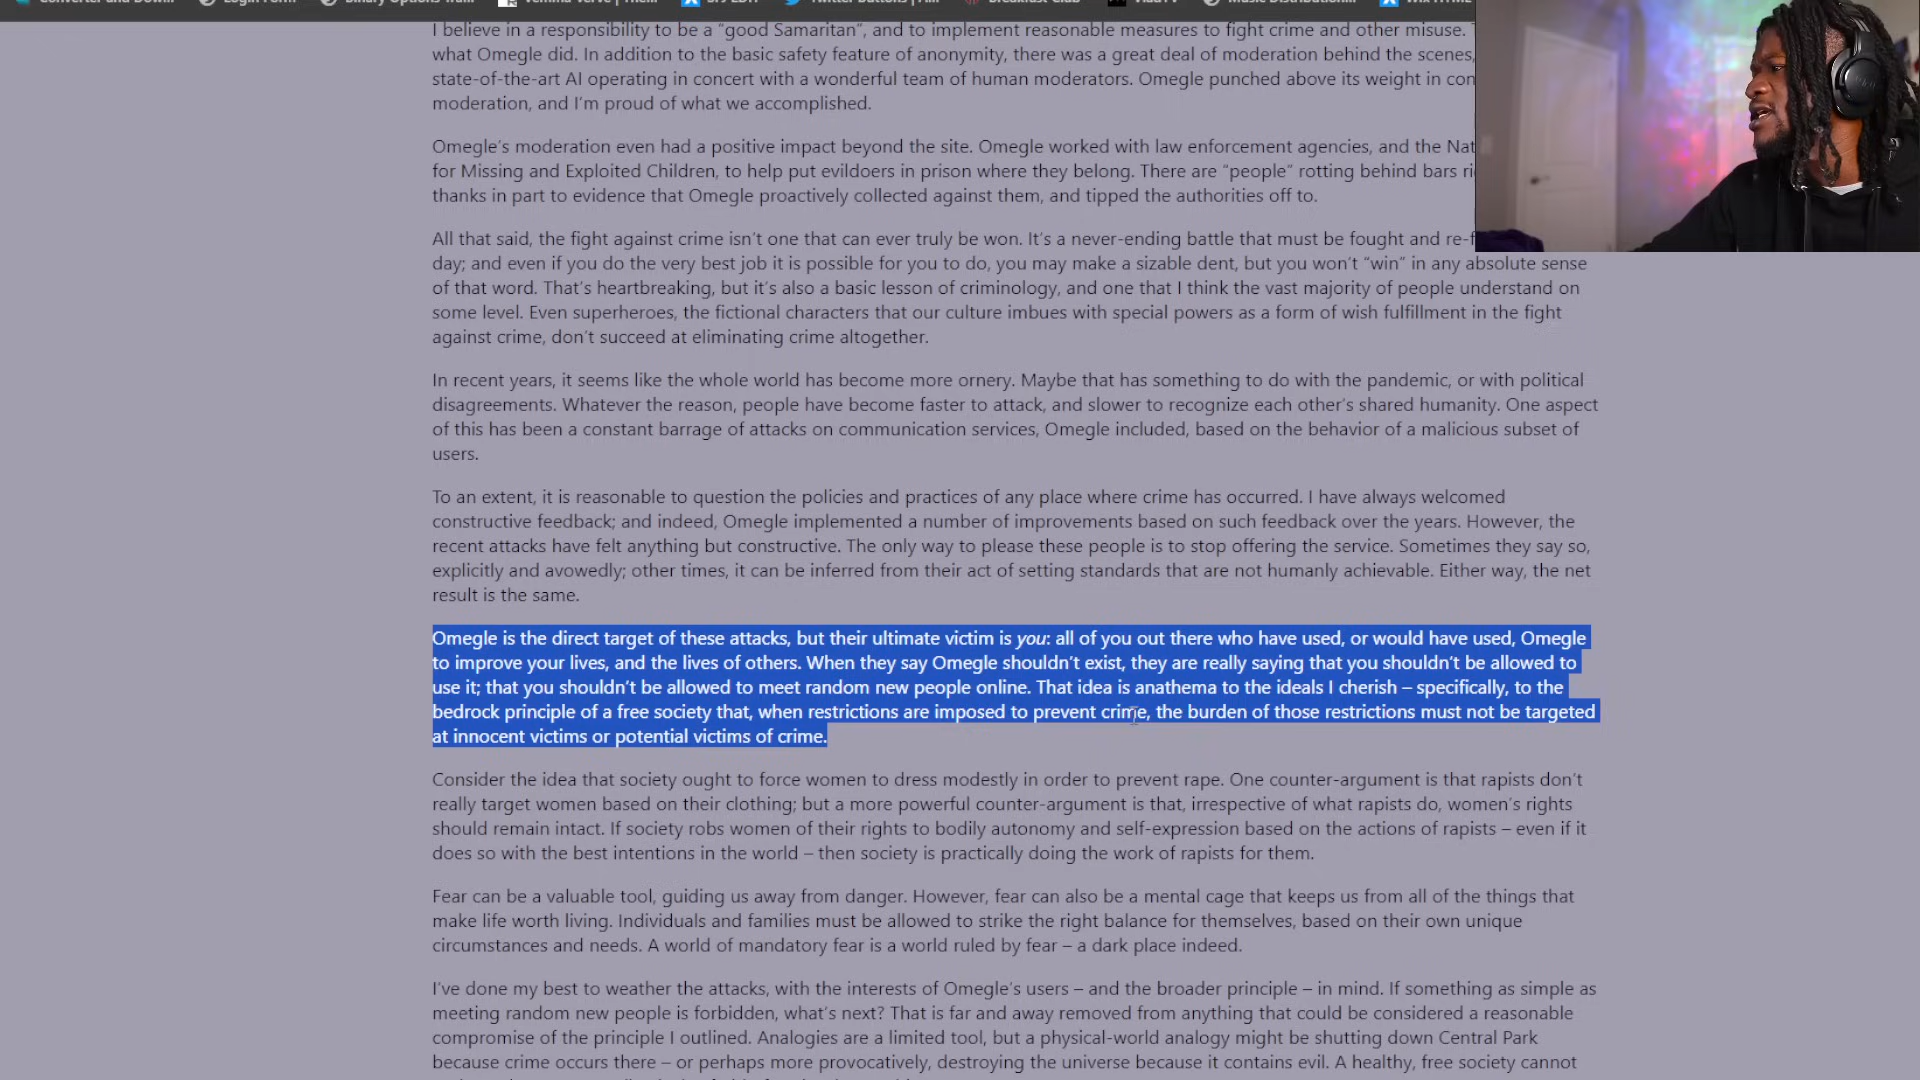 Login Form Binary Options Trai... Twitter Buttons | Al... Breakfast Club Music Distribution...
I believe in a responsibility to be a “good Samaritan”, and to implement reasonable measures to fight crime and other misuse.
what Omegle did. In addition to the basic safety feature of anonymity, there was a great deal of moderation behind the scenes,
state-of-the-art AI operating in concert with a wonderful team of human moderators. Omegle punched above its weight in con
moderation, and I’m proud of what we accomplished.
Omegle’s moderation even had a positive impact beyond the site. Omegle worked with law enforcement agencies, and the Nat
for Missing and Exploited Children, to help put evildoers in prison where they belong. There are “people” rotting behind bars ri
thanks in part to evidence that Omegle proactively collected against them, and tipped the authorities off to.
All that said, the fight against crime isn’t one that can ever truly be won. It’s a never-ending battle that must be fought and re-f
day; and even if you do the very best job it is possible for you to do, you may make a sizable dent, but you won’t “win” in any absolute sense
of that word. That’s heartbreaking, but it’s also a basic lesson of criminology, and one that I think the vast majority of people understand on
some level. Even superheroes, the fictional characters that our culture imbues with special powers as a form of wish fulfillment in the fight
against crime, don’t succeed at eliminating crime altogether.
In recent years, it seems like the whole world has become more ornery. Maybe that has something to do with the pandemic, or with political
disagreements. Whatever the reason, people have become faster to attack, and slower to recognize each other’s shared humanity. One aspect
of this has been a constant barrage of attacks on communication services, Omegle included, based on the behavior of a malicious subset of
users.
To an extent, it is reasonable to question the policies and practices of any place where crime has occurred. I have always welcomed
constructive feedback; and indeed, Omegle implemented a number of improvements based on such feedback over the years. However, the
recent attacks have felt anything but constructive. The only way to please these people is to stop offering the service. Sometimes they say so,
explicitly and avowedly; other times, it can be inferred from their act of setting standards that are not humanly achievable. Either way, the net
result is the same.
Omegle is the direct target of these attacks, but their ultimate victim is you: all of you out there who have used, or would have used, Omegle
to improve your lives, and the lives of others. When they say Omegle shouldn’t exist, they are really saying that you shouldn’t be allowed to
use it; that you shouldn’t be allowed to meet random new people online. That idea is anathema to the ideals I cherish – specifically, to the
bedrock principle of a free society that, when restrictions are imposed to prevent crime, the burden of those restrictions must not be targeted
at innocent victims or potential victims of crime.
Consider the idea that society ought to force women to dress modestly in order to prevent rape. One counter-argument is that rapists don’t
really target women based on their clothing; but a more powerful counter-argument is that, irrespective of what rapists do, women’s rights
should remain intact. If society robs women of their rights to bodily autonomy and self-expression based on the actions of rapists – even if it
does so with the best intentions in the world – then society is practically doing the work of rapists for them.
Fear can be a valuable tool, guiding us away from danger. However, fear can also be a mental cage that keeps us from all of the things that
make life worth living. Individuals and families must be allowed to strike the right balance for themselves, based on their own unique
circumstances and needs. A world of mandatory fear is a world ruled by fear – a dark place indeed.
I’ve done my best to weather the attacks, with the interests of Omegle’s users – and the broader principle – in mind. If something as simple as
meeting random new people is forbidden, what’s next? That is far and away removed from anything that could be considered a reasonable
compromise of the principle I outlined. Analogies are a limited tool, but a physical-world analogy might be shutting down Central Park
because crime occurs there – or perhaps more provocatively, destroying the universe because it contains evil. A healthy, free society cannot